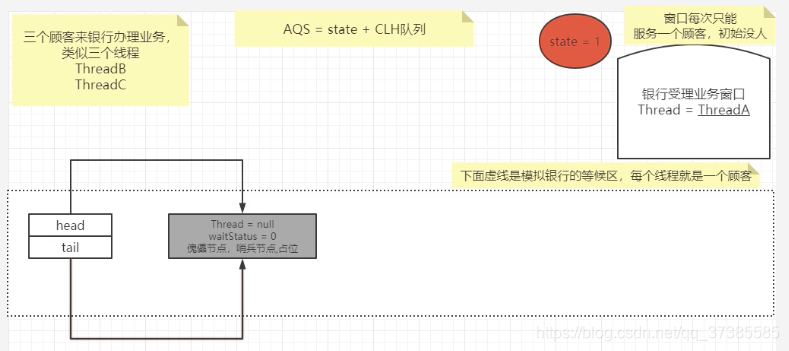 三个顾客来银行办理业务，
类似三个线程
ThreadB
ThreadC
AQS = state + CLH队列
state = 1
窗口每次只能
服务一个顾客，初始没人
银行受理业务窗口
Thread = ThreadA
下面虚线是模拟银行的等候区，每个线程就是一个顾客
head
tail
Thread = null
waitStatus = 0
傀儡节点，哨兵节点,占位
https://blog.csdn.net/qq_37385585